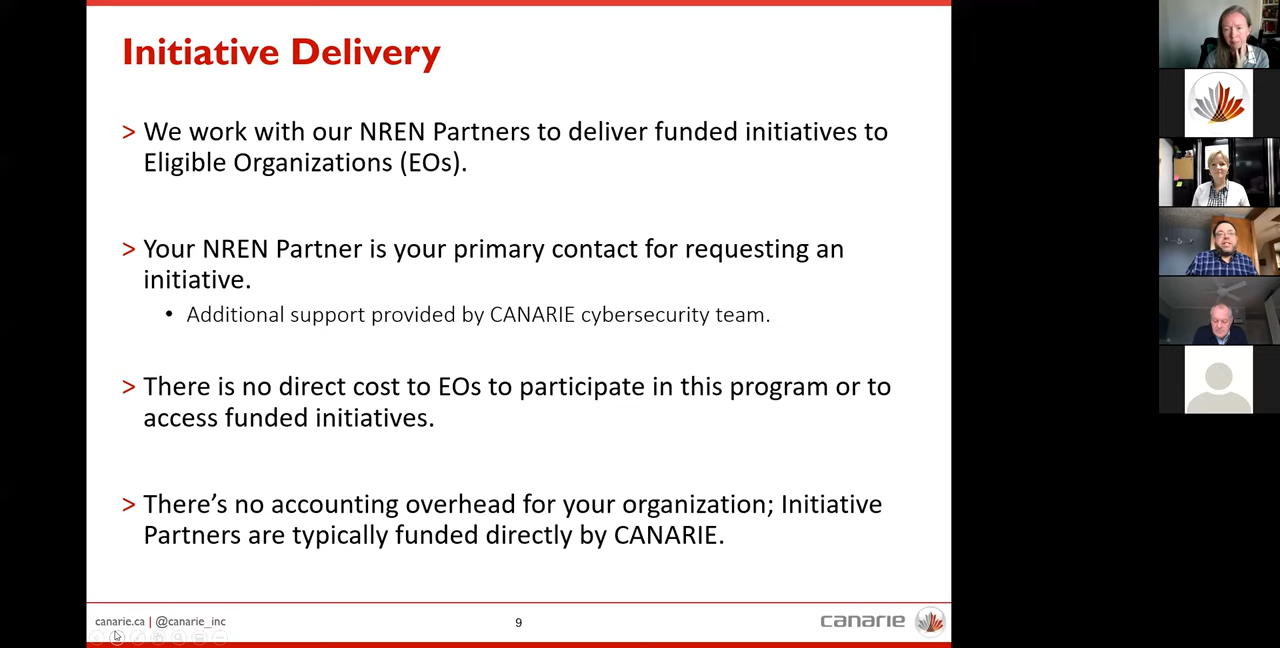 Initiative Delivery
> We work with our NREN Partners to deliver funded initiatives to
Eligible Organizations (EOs).
> Your NREN Partner is your primary contact for requesting an
initiative.
• Additional support provided by CANARIE cybersecurity team.
> There is no direct cost to EOs to participate in this program or to
access funded initiatives.
> There’s no accounting overhead for your organization; Initiative
Partners are typically funded directly by CANARIE.
canarie.ca | @canarie_inc
9
canarie